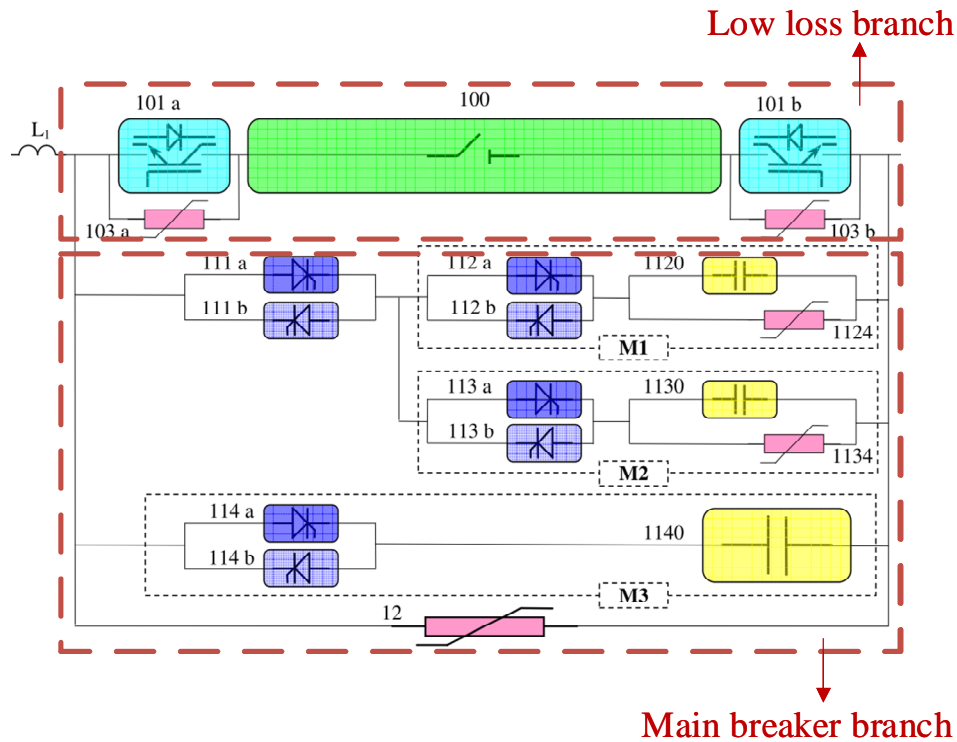 Low loss branch
101 a
100
101 b
L1
103 a
103 b
111 a
112 a
1120
111 b
112 b
1124
M1
113 a
1130
113 b
1134
M2
114 a
1140
114 b
M3
12
Main breaker branch